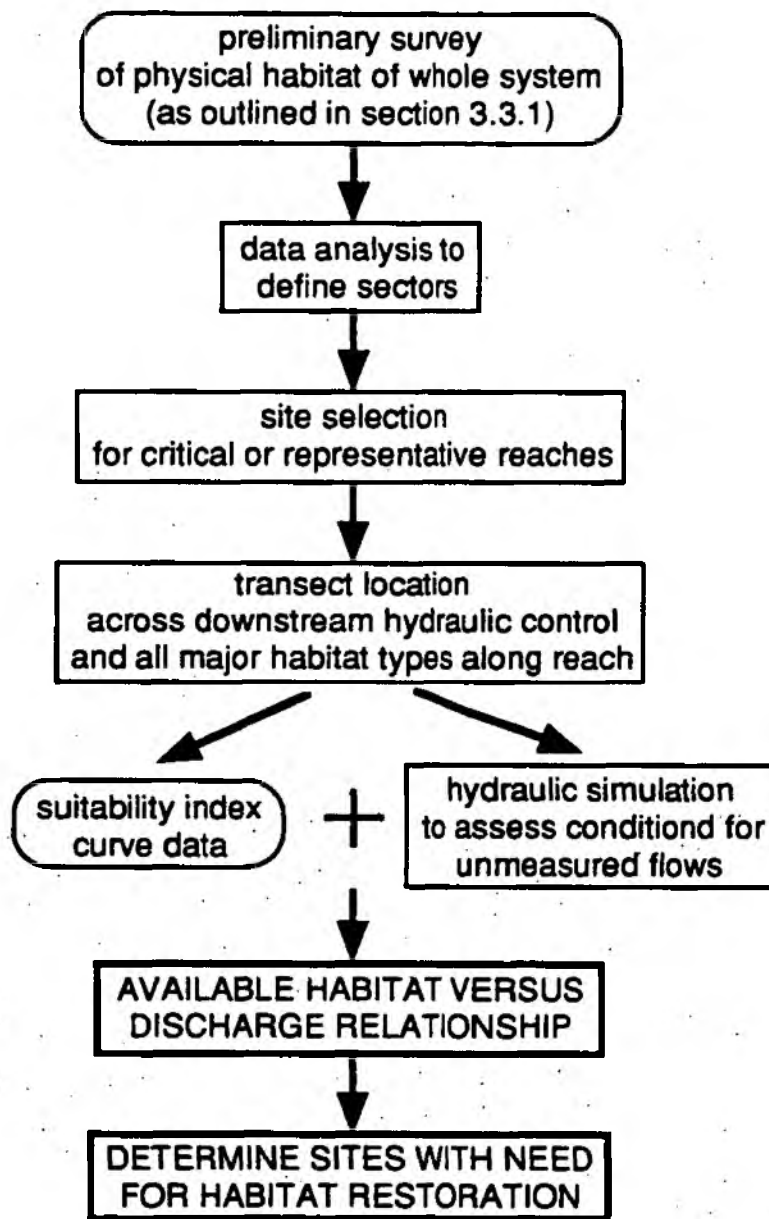 preliminary survey
of physical habitat of whole system
(as outlined in section 3.3.1)
data analysis to
define sectors
site selection
for critical or representative reaches
transect location
across downstream hydraulic control
and all major habitat types along reach
suitability index
curve data
+
hydraulic simulation
to assess conditiond for
unmeasured flows
AVAILABLE HABITAT VERSUS
DISCHARGE RELATIONSHIP
DETERMINE SITES WITH NEED
FOR HABITAT RESTORATION